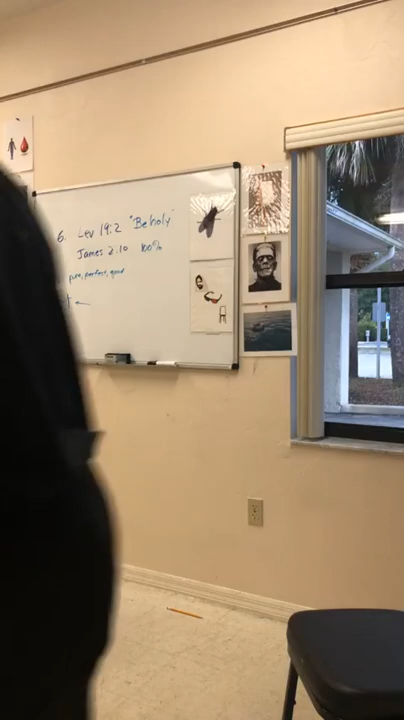 6. Lev 19:2 "Be holy"
James 2:10 100%
pure, perfect, good